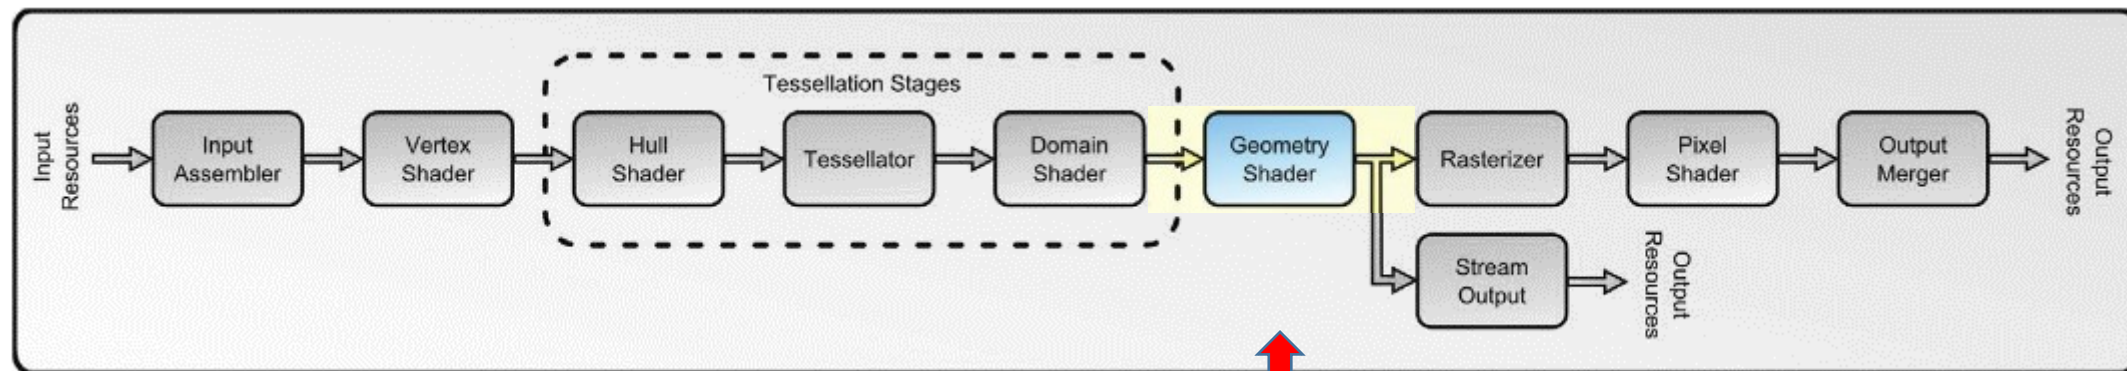 Tessellation Stages
Input
Resources
Input
Assembler
Vertex
Shader
Hull
Shader
Tessellator
Domain
Shader
Geometry
Shader
Rasterizer
Pixel
Shader
Output
Merger
Output
Resources
Stream
Output
Output
Resources